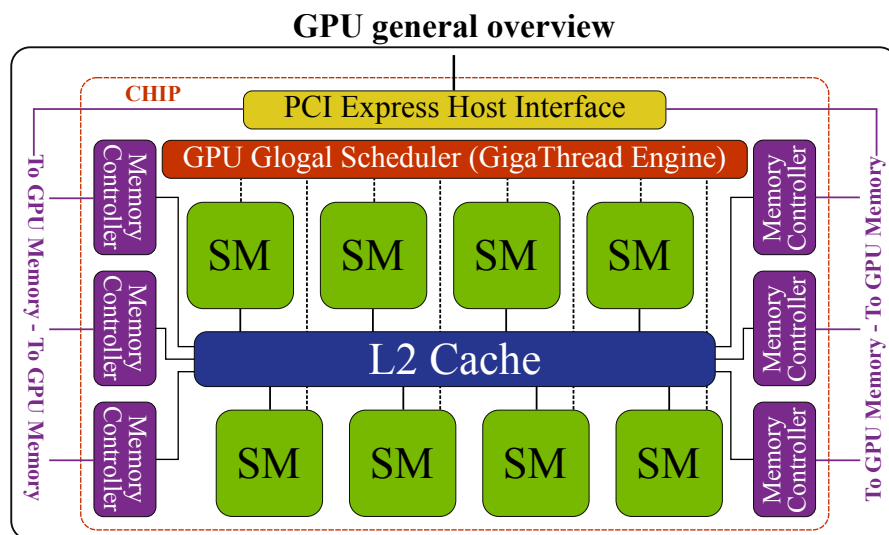 GPU general overview
CHIP
PCI Express Host Interface
GPU Glogal Scheduler (GigaThread Engine)
To GPU Memory - To GPU Memory
Memory
Controller
Memory
Controller
Memory
Controller
SM
SM
SM
SM
L2 Cache
SM
SM
SM
SM
Memory
Controller
Memory
Controller
Memory
Controller
To GPU Memory - To GPU Memory